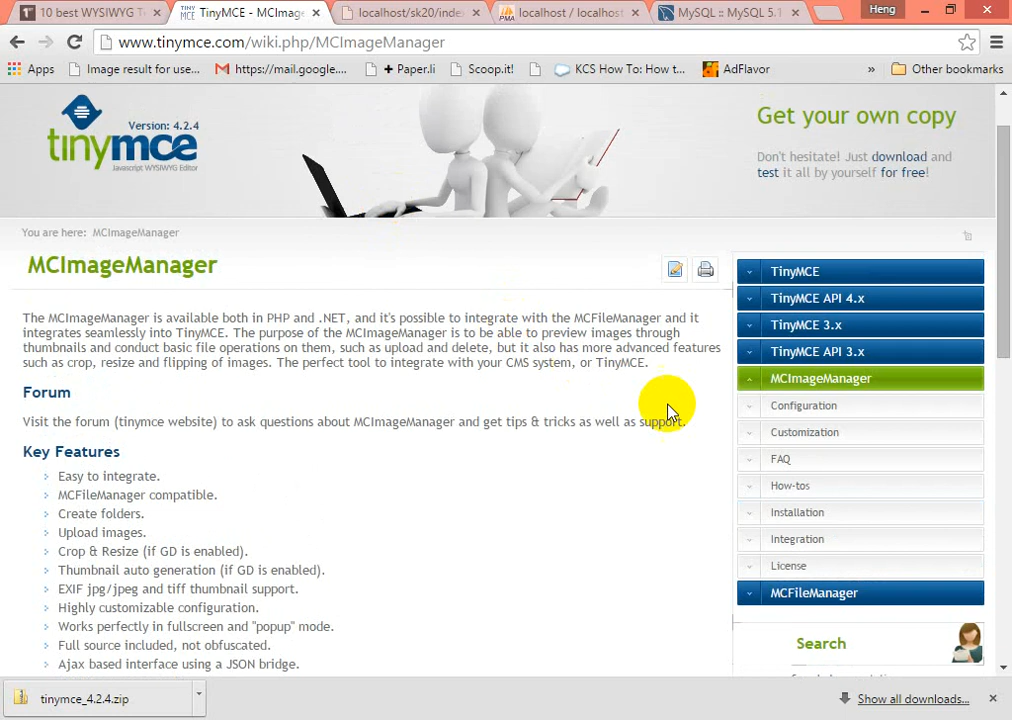 10 best WYSIWYG Te
TinyMCE - MCImage
localhost/sk20/inde
localhost / localhost
MySQL :: MySQL 5.1
Heng
www.tinymce.com/wiki.php/MCImageManager
Apps
Image result for use...
https://mail.google....
+ Paper.li
Scoop.it!
KCS How To: How t...
AdFlavor
»
Other bookmarks
Version: 4.2.4
tinymce
Javascript WYSIWYG Editor
Get your own copy
Don't hesitate! Just download and
test it all by yourself for free!
You are here: MCImageManager
MCImageManager
The MCImageManager is available both in PHP and .NET, and it's possible to integrate with the MCFileManager and it
integrates seamlessly into TinyMCE. The purpose of the MCImageManager is to be able to preview images through
thumbnails and conduct basic file operations on them, such as upload and delete, but it also has more advanced features
such as crop, resize and flipping of images. The perfect tool to integrate with your CMS system, or TinyMCE.
Forum
Visit the forum (tinymce website) to ask questions about MCImageManager and get tips & tricks as well as support.
Key Features
Easy to integrate.
MCFileManager compatible.
Create folders.
Upload images.
Crop & Resize (if GD is enabled).
Thumbnail auto generation (if GD is enabled).
EXIF jpg/jpeg and tiff thumbnail support.
Highly customizable configuration.
Works perfectly in fullscreen and "popup" mode.
Full source included, not obfuscated.
Ajax based interface using a JSON bridge.
TinyMCE
TinyMCE API 4.x
TinyMCE 3.x
TinyMCE API 3.x
MCImageManager
Configuration
Customization
FAQ
How-tos
Installation
Integration
License
MCFileManager
Search
tinymce_4.2.4.zip
Show all downloads...